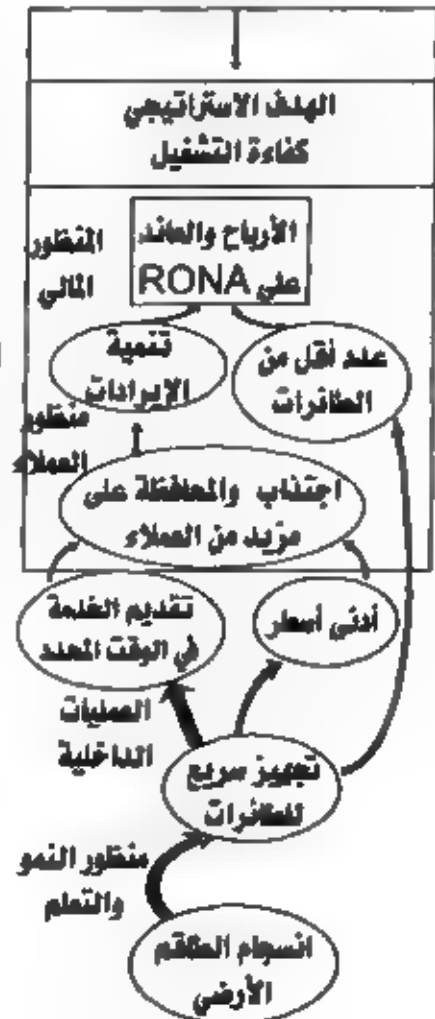 الهدف الاستراتيجي
كفاءة التشغيل
المنظور
المالي
الأرباح والعائد
على RONA
تنمية
الإيرادات
عدد أقل من
الطائرات
منظور
العملاء
اجتذاب والمحافظة على
مزيد من العملاء
تقديم الخدمة
في الوقت المحدد
أدنى أسعار
العمليات
الداخلية
تجهيز سريع
للطائرات
منظور النمو
والتعلم
انسجام الطاقم
الأرضي